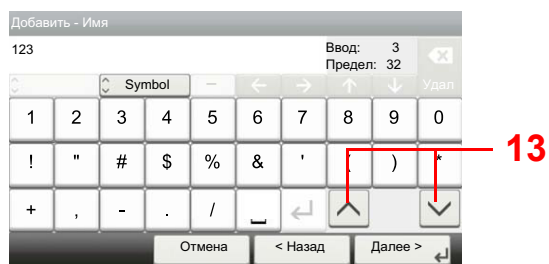 Добавить - Имя
123
Ввод: 3
Предел: 32
Symbol Удал
1 2 3 4 5 6 7 8 9 0
! " # $ % & ' ( ) *
+ , - . /
Отмена < Назад Далее >
13